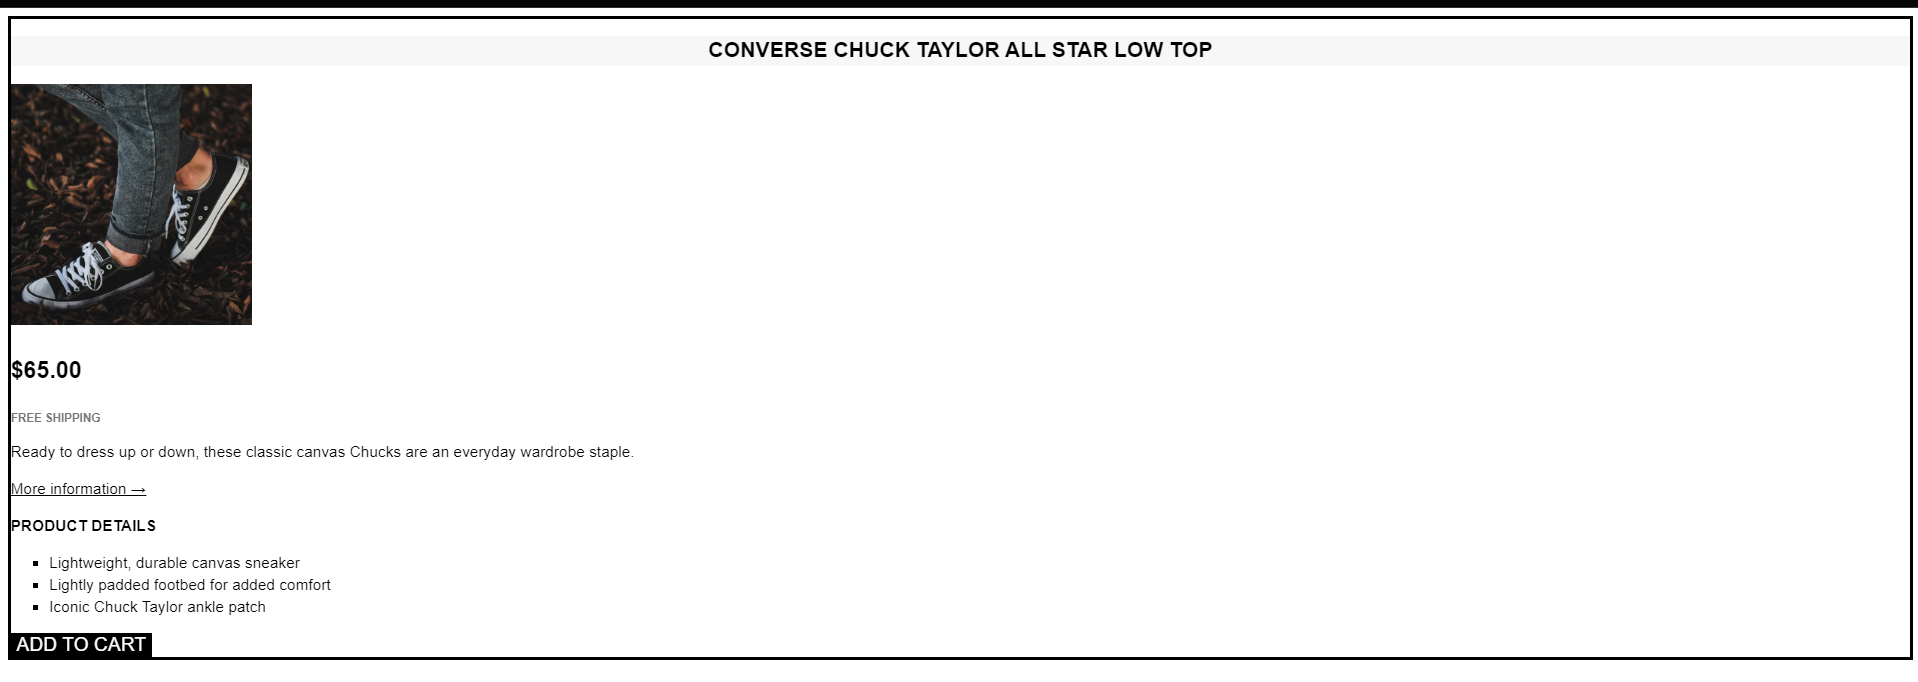 CONVERSE CHUCK TAYLOR ALL STAR LOW TOP
$65.00
FREE SHIPPING
Ready to dress up or down, these classic canvas Chucks are an everyday wardrobe staple.
More information →
PRODUCT DETAILS
Lightweight, durable canvas sneaker
Lightly padded footbed for added comfort
Iconic Chuck Taylor ankle patch
ADD TO CART